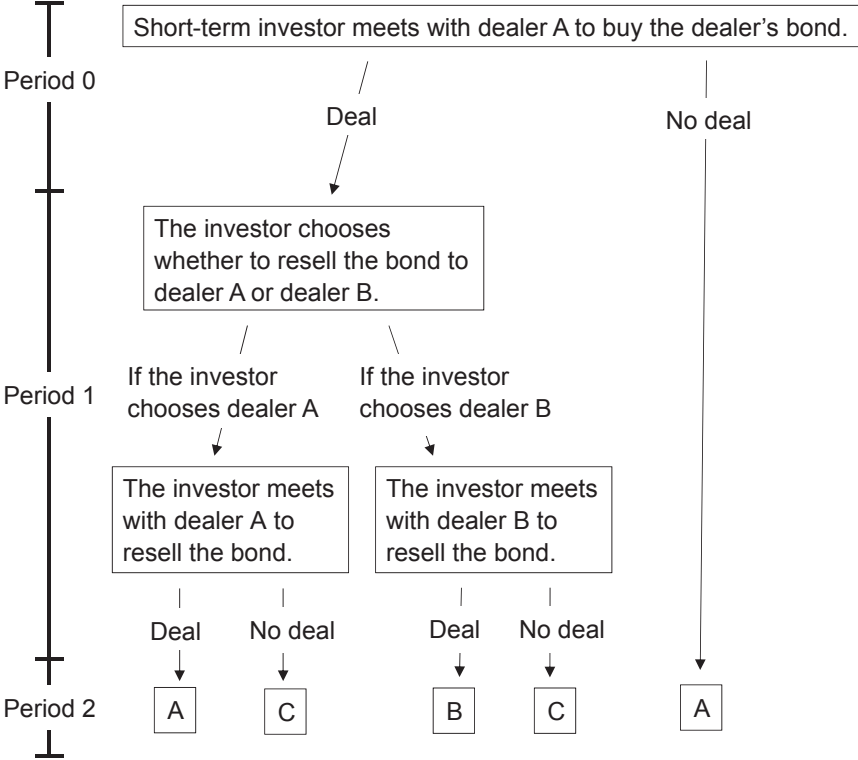 Short-term investor meets with dealer A to buy the dealer's bond.
Period 0
Deal
No deal
The investor chooses
whether to resell the bond to
dealer A or dealer B.
Period 1
If the investor
chooses dealer A
If the investor
chooses dealer B
The investor meets
with dealer A to
resell the bond.
The investor meets
with dealer B to
resell the bond.
Deal
No deal
Deal
No deal
Period 2
A
C
B
C
A